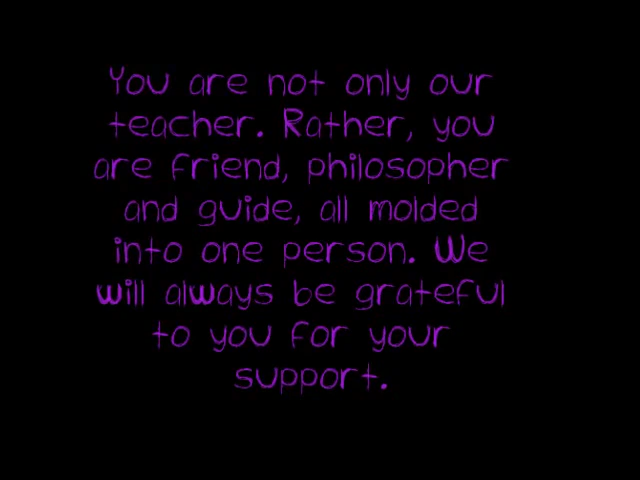 You are not only our
teacher. Rather, you
are friend, philosopher
and guide, all molded
into one person. We
will always be grateful
to you for your
support.